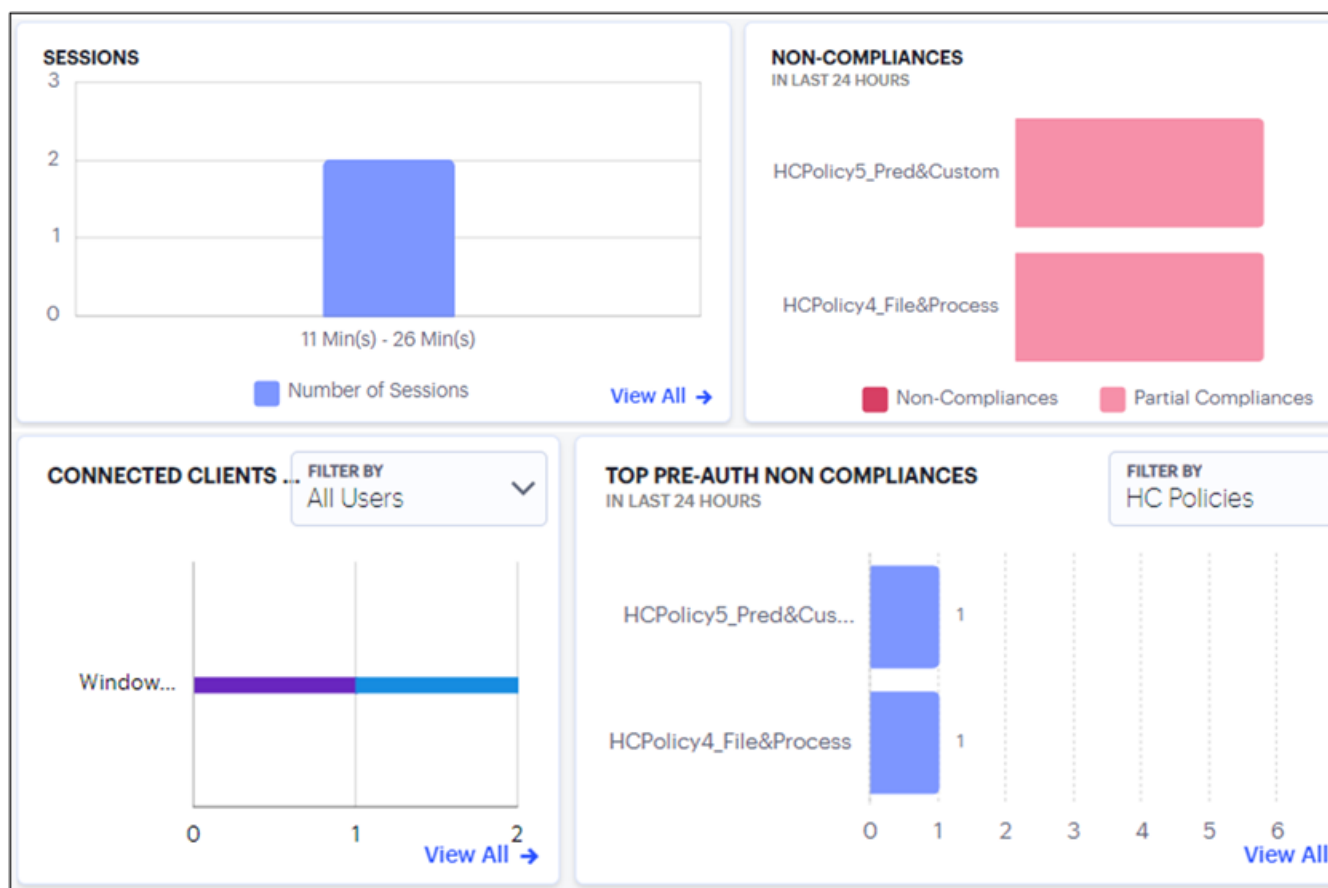 SESSIONS
3
2
1
0
11 Min(s) - 26 Min(s)
Number of Sessions
View All →
NON-COMPLIANCES
IN LAST 24 HOURS
HCPolicy5_Pred&Custom
HCPolicy4_File&Process
Non-Compliances
Partial Compliances
CONNECTED CLIENTS ...
FILTER BY
All Users
Window...
0 1 2
View All →
TOP PRE-AUTH NON COMPLIANCES
IN LAST 24 HOURS
FILTER BY
HC Policies
HCPolicy5_Pred&Cus...
1
HCPolicy4_File&Process
1
0 1 2 3 4 5 6
View All